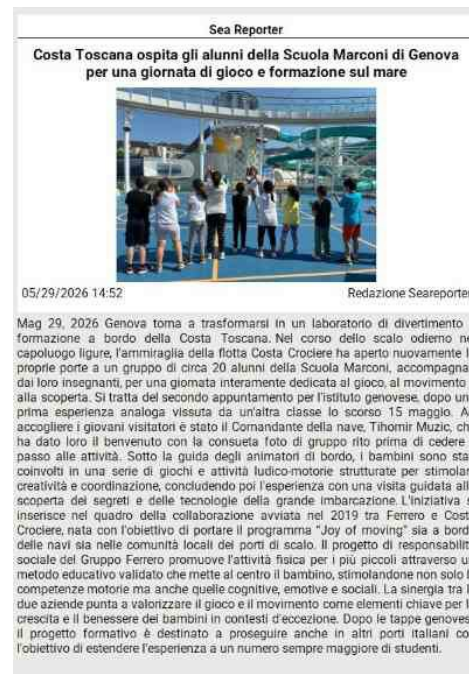 Sea Reporter
Costa Toscana ospita gli alunni della Scuola Marconi di Genova
per una giornata di gioco e formazione sul mare
05/29/2026 14:52
Redazione Seareporter
Mag 29, 2026 Genova torna a trasformarsi in un laboratorio di divertimento
formazione a bordo della Costa Toscana. Nel corso dello scalo odierno ne
capoluogo ligure, l'ammiraglia della flotta Costa Crociere ha aperto nuovamente l
proprie porte a un gruppo di circa 20 alunni della Scuola Marconi, accompagna
dai loro insegnanti, per una giornata interamente dedicata al gioco, al movimento
alla scoperta. Si tratta del secondo appuntamento per l'istituto genovese, dopo un
prima esperienza analoga vissuta da un'altra classe lo scorso 15 maggio. A
accogliere i giovani visitatori è stato il Comandante della nave, Tihomir Muzic, ch
ha dato loro il benvenuto con la consueta foto di gruppo rito prima di cedere
passo alle attività. Sotto la guida degli animatori di bordo, i bambini sono sta
coinvolti in una serie di giochi e attività ludico-motorie strutturate per stimolar
creatività e coordinazione, concludendo poi l'esperienza con una visita guidata all
scoperta dei segreti e delle tecnologie della grande imbarcazione. L'iniziativa s
inserisce nel quadro della collaborazione avviata nel 2019 tra Ferrero e Cost
Crociere, nata con l'obiettivo di portare il programma "Joy of moving" sia a bord
delle navi sia nelle comunità locali dei porti di scalo. Il progetto di responsabilit
sociale del Gruppo Ferrero promuove l'attività fisica per i più piccoli attraverso u
metodo educativo validato che mette al centro il bambino, stimolandone non solo l
competenze motorie ma anche quelle cognitive, emotive e sociali. La sinergia tra l
due aziende punta a valorizzare il gioco e il movimento come elementi chiave per l
crescita e il benessere dei bambini in contesti d'eccezione. Dopo le tappe genoves
il progetto formativo è destinato a proseguire anche in altri porti italiani co
l'obiettivo di estendere l'esperienza a un numero sempre maggiore di studenti.